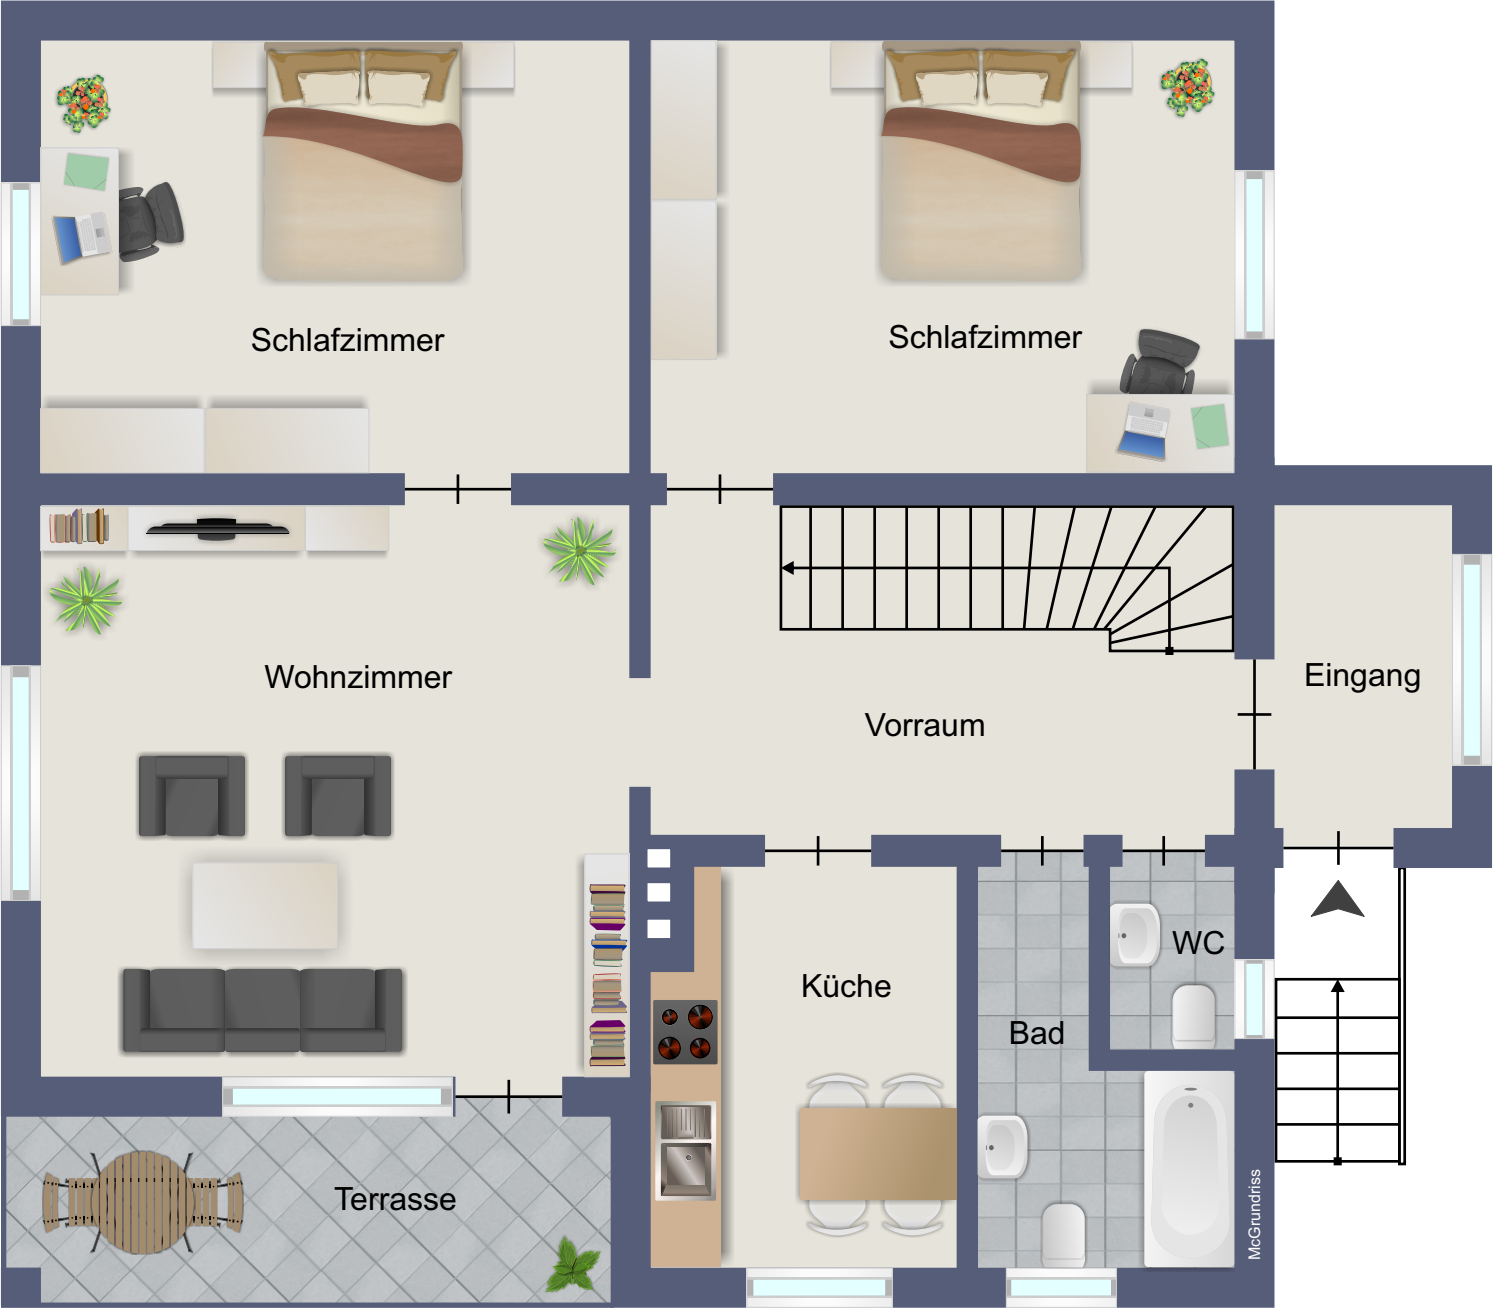 Schlafzimmer
Schlafzimmer
Wohnzimmer
Vorraum
Eingang
WC
Küche
Bad
Terrasse
McGrundriss